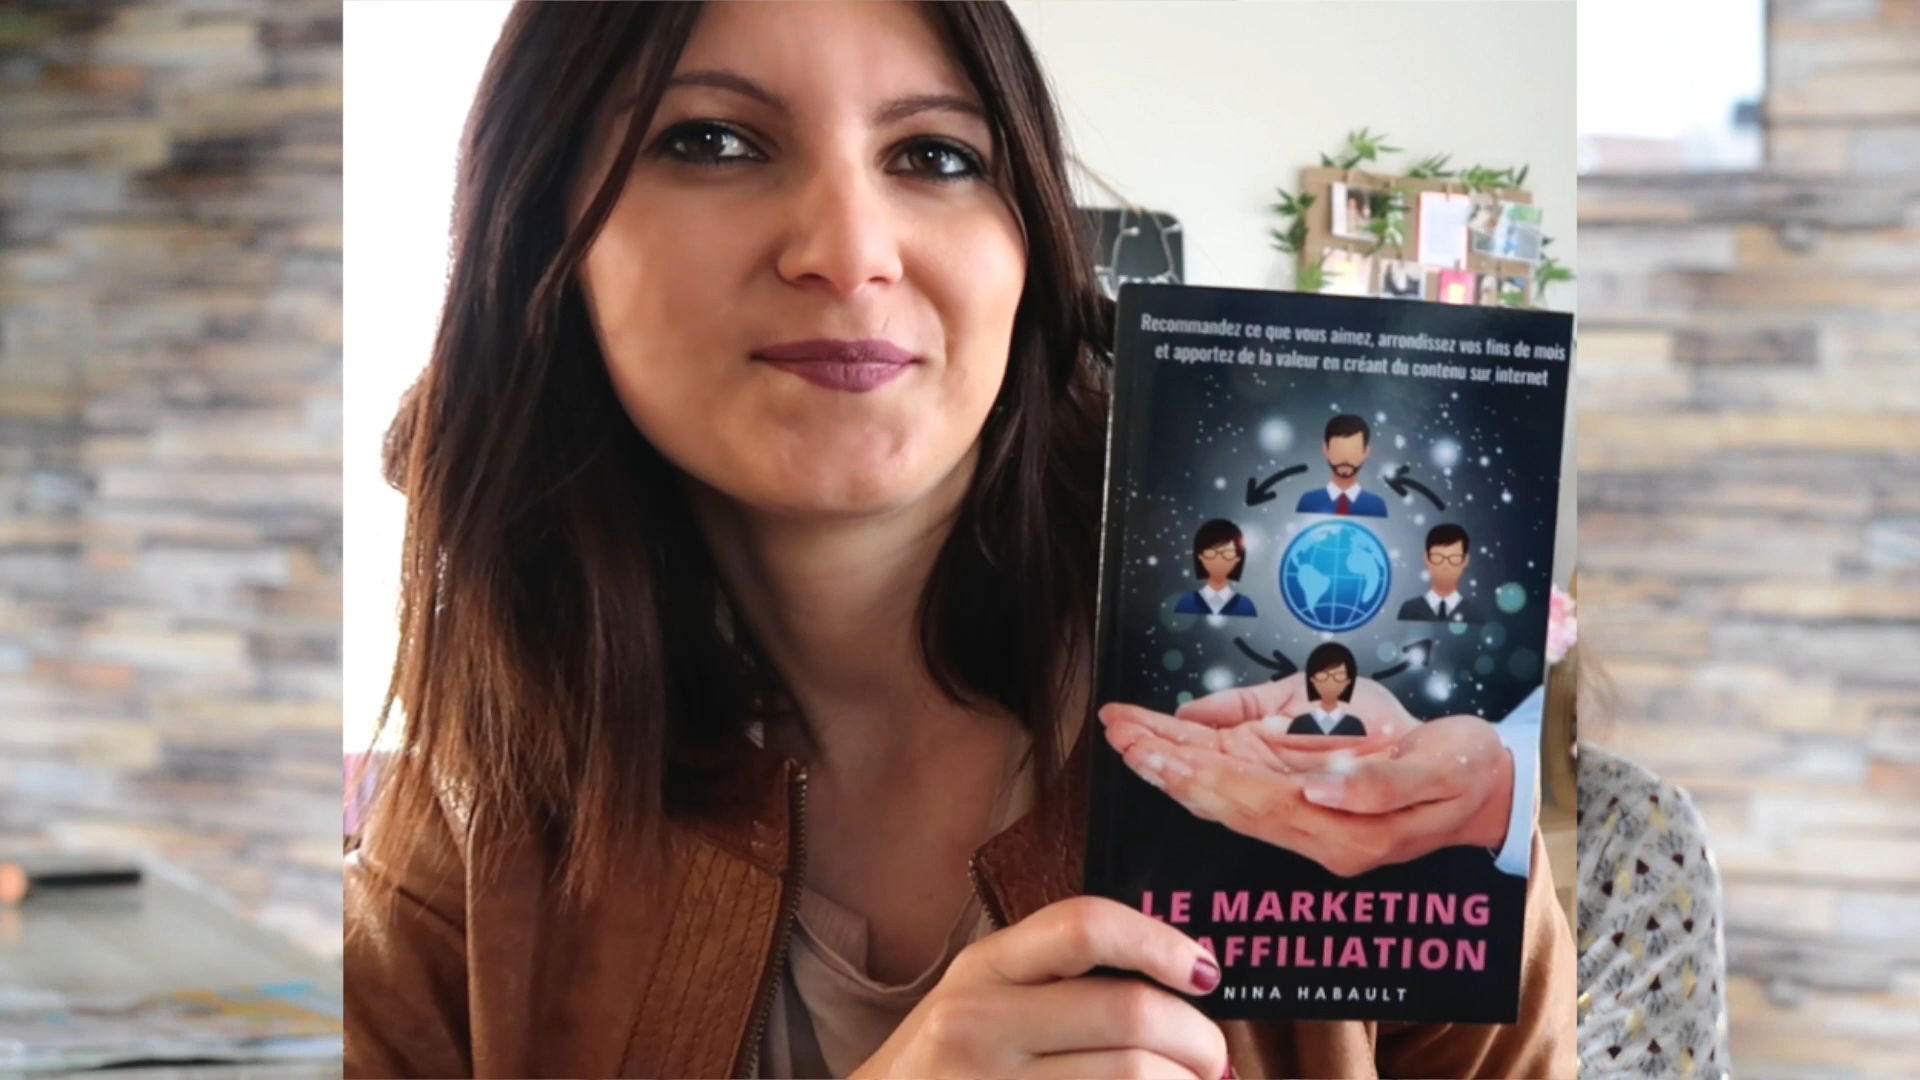 Recommandez ce que vous aimez, arrondissez vos fins de mois
et apportez de la valeur en créant du contenu sur internet
LE MARKETING
AFFILIATION
NINA HABAULT